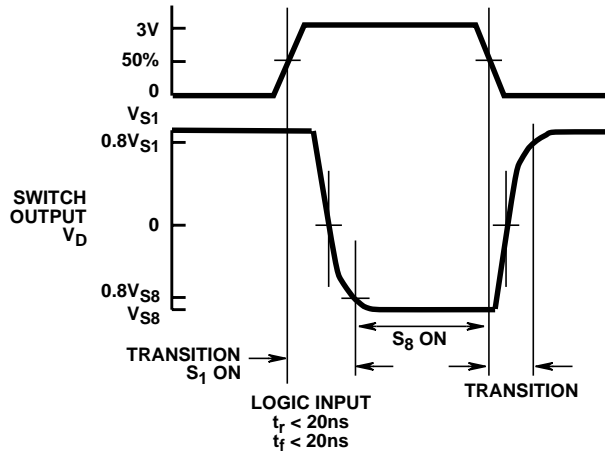 3V
50%
0
VS1
0.8VS1
SWITCH
OUTPUT
VD
0
0.8VS8
VS8
S8 ON
TRANSITION
S1 ON
TRANSITION
LOGIC INPUT
tr < 20ns
tf < 20ns